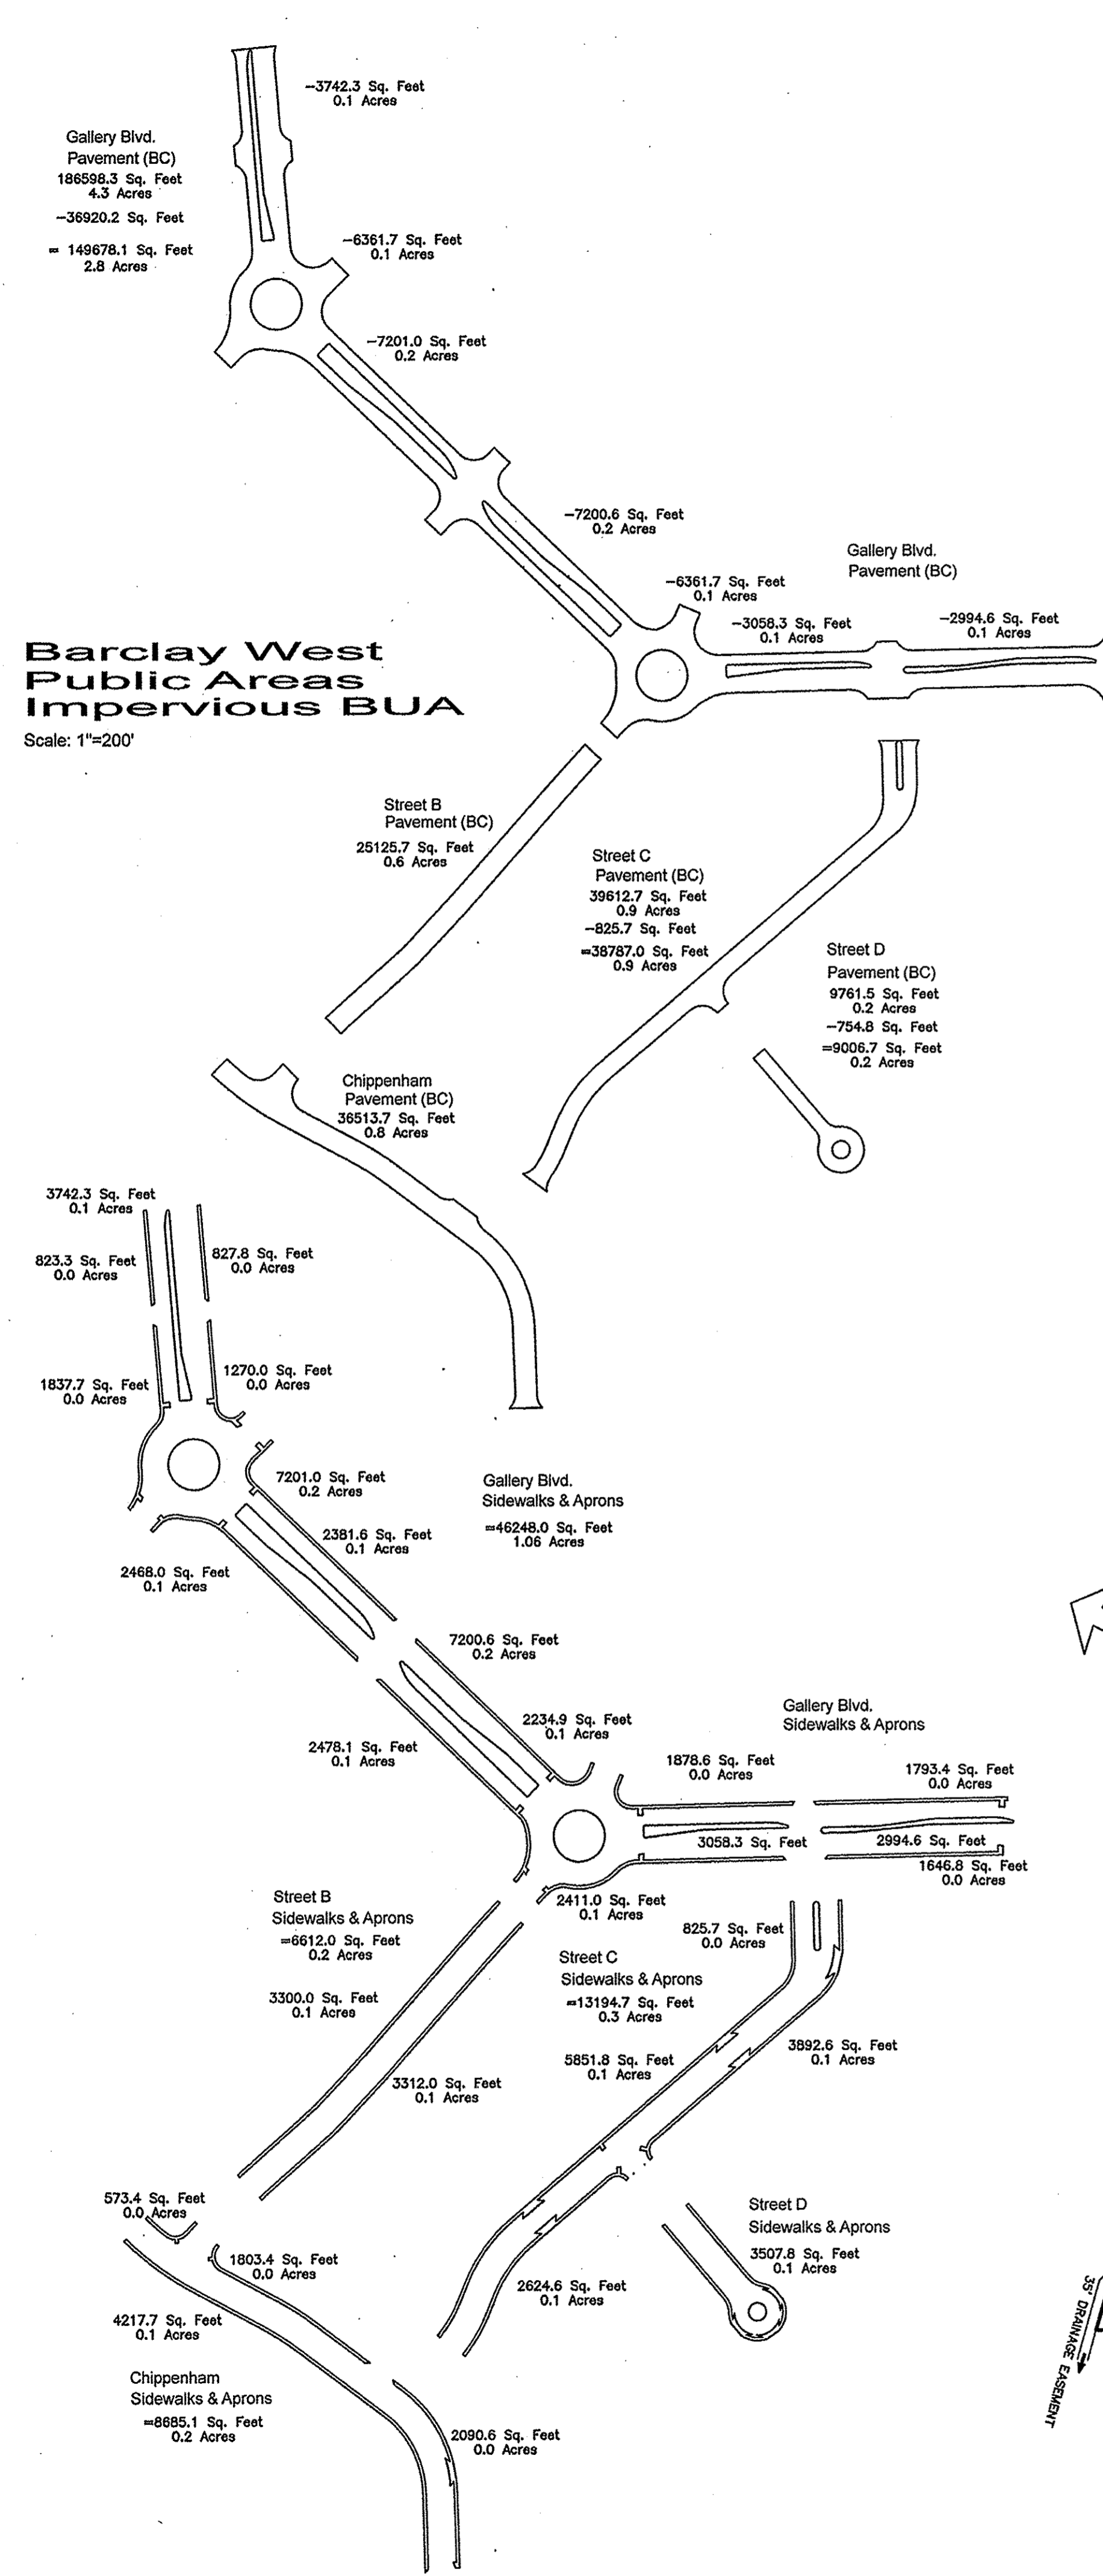 -3742.3 Sq. Feet
0.1 Acres
Gallery Blvd.
Pavement (BC)
186598.3 Sq. Feet
4.3 Acres
-36920.2 Sq. Feet
= 149678.1 Sq. Feet
2.8 Acres
-6361.7 Sq. Feet
0.1 Acres
-7201.0 Sq. Feet
0.2 Acres
-7200.6 Sq. Feet
0.2 Acres
Gallery Blvd.
Pavement (BC)
-6361.7 Sq. Feet
0.1 Acres
-3058.3 Sq. Feet
0.1 Acres
-2994.6 Sq. Feet
0.1 Acres
Barclay West
Public Areas
Impervious BUA
Scale: 1"=200'
Street B
Pavement (BC)
25125.7 Sq. Feet
0.6 Acres
Street C
Pavement (BC)
39612.7 Sq. Feet
0.9 Acres
-825.7 Sq. Feet
=38787.0 Sq. Feet
0.9 Acres
Street D
Pavement (BC)
9761.5 Sq. Feet
0.2 Acres
-754.8 Sq. Feet
=9006.7 Sq. Feet
0.2 Acres
Chippenham
Pavement (BC)
36513.7 Sq. Feet
0.8 Acres
3742.3 Sq. Feet
0.1 Acres
823.3 Sq. Feet
0.0 Acres
827.8 Sq. Feet
0.0 Acres
1837.7 Sq. Feet
0.0 Acres
1270.0 Sq. Feet
0.0 Acres
7201.0 Sq. Feet
0.2 Acres
Gallery Blvd.
Sidewalks & Aprons
=46248.0 Sq. Feet
1.06 Acres
2381.6 Sq. Feet
0.1 Acres
2468.0 Sq. Feet
0.1 Acres
7200.6 Sq. Feet
0.2 Acres
2234.9 Sq. Feet
0.1 Acres
2478.1 Sq. Feet
0.1 Acres
Gallery Blvd.
Sidewalks & Aprons
1878.6 Sq. Feet
0.0 Acres
1793.4 Sq. Feet
0.0 Acres
3058.3 Sq. Feet
2994.6 Sq. Feet
1646.8 Sq. Feet
0.0 Acres
2411.0 Sq. Feet
0.1 Acres
Street B
Sidewalks & Aprons
=6612.0 Sq. Feet
0.2 Acres
825.7 Sq. Feet
0.0 Acres
Street C
Sidewalks & Aprons
=13194.7 Sq. Feet
0.3 Acres
3300.0 Sq. Feet
0.1 Acres
5851.8 Sq. Feet
0.1 Acres
3892.6 Sq. Feet
0.1 Acres
3312.0 Sq. Feet
0.1 Acres
573.4 Sq. Feet
0.0 Acres
1803.4 Sq. Feet
0.0 Acres
Street D
Sidewalks & Aprons
3507.8 Sq. Feet
0.1 Acres
2624.6 Sq. Feet
0.1 Acres
4217.7 Sq. Feet
0.1 Acres
35' DRAINAGE EASEMENT
Chippenham
Sidewalks & Aprons
=8685.1 Sq. Feet
0.2 Acres
2090.6 Sq. Feet
0.0 Acres